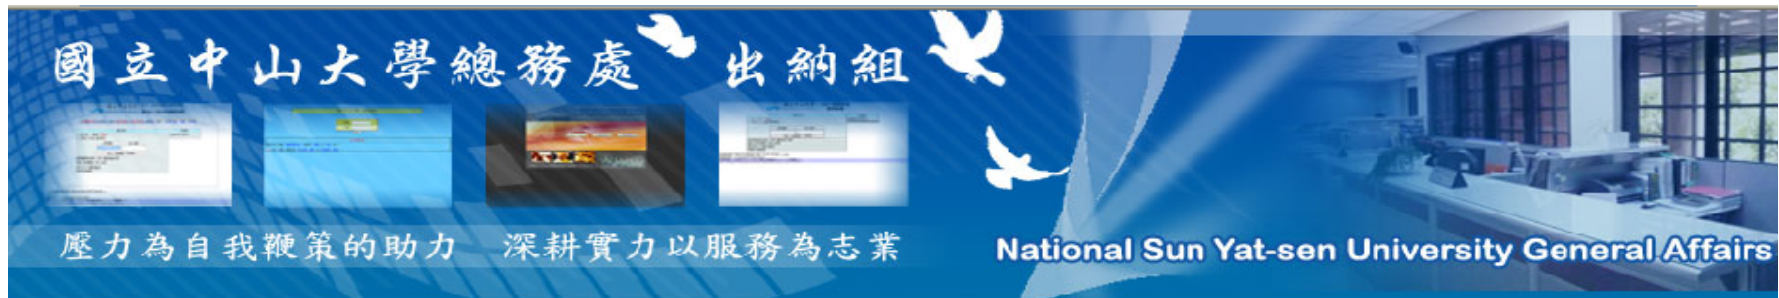 國立中山大學總務處 出納組
壓力為自我鞭策的助力 深耕實力以服務為志業
National Sun Yat-sen University General Affairs